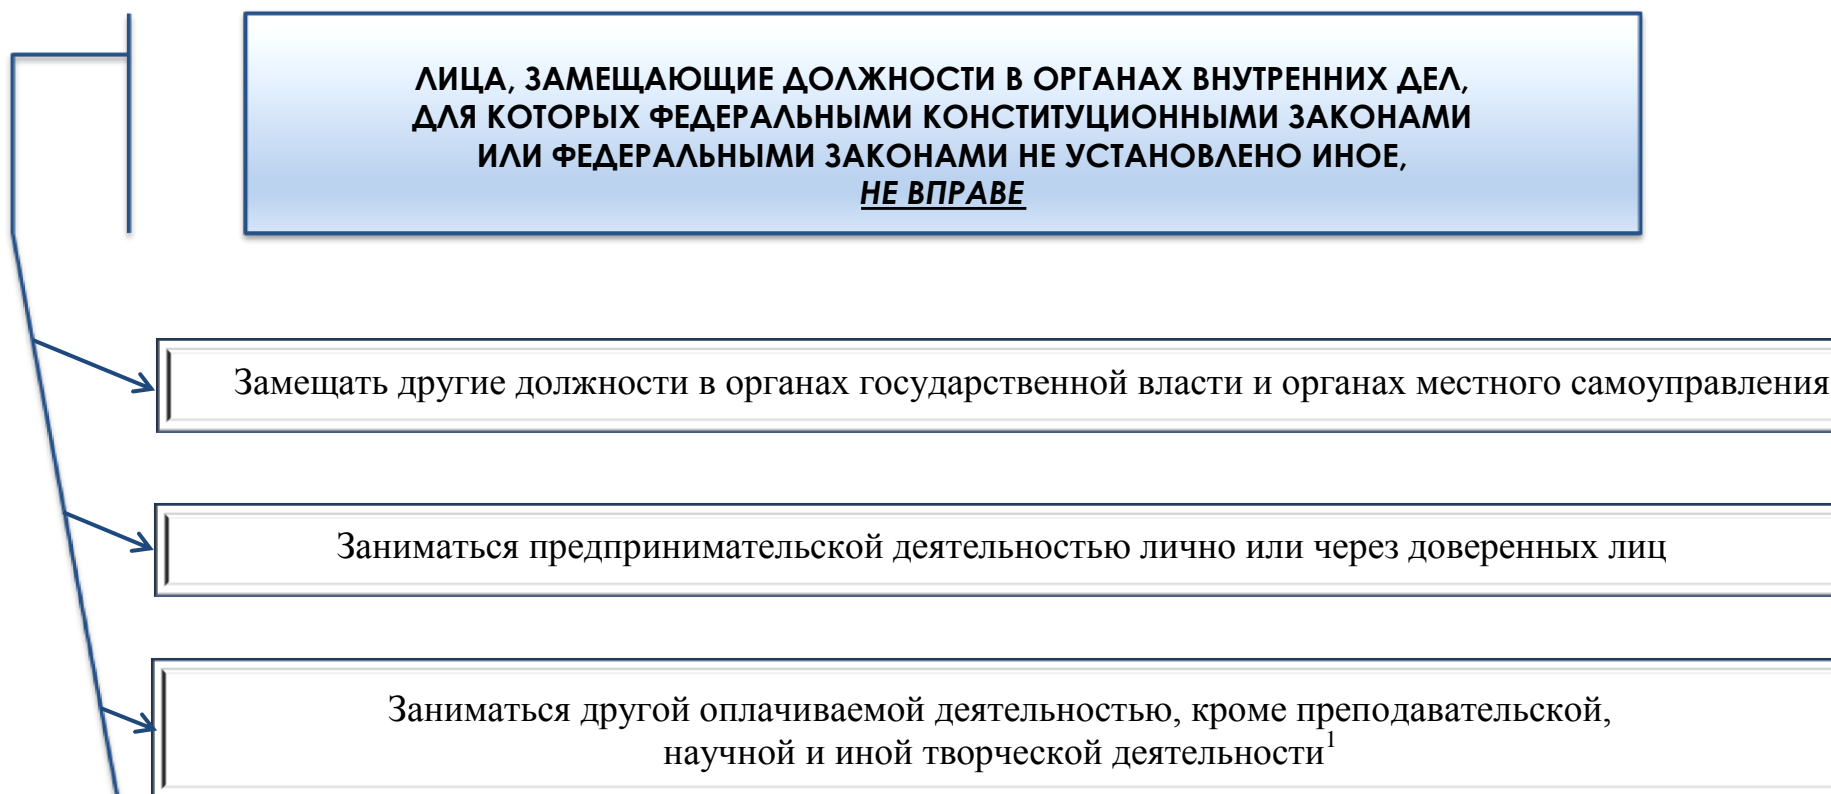 ЛИЦА, ЗАМЕЩАЮЩИЕ ДОЛЖНОСТИ В ОРГАНАХ ВНУТРЕННИХ ДЕЛ,
ДЛЯ КОТОРЫХ ФЕДЕРАЛЬНЫМИ КОНСТИТУЦИОННЫМИ ЗАКОНАМИ
ИЛИ ФЕДЕРАЛЬНЫМИ ЗАКОНАМИ НЕ УСТАНОВЛЕНО ИНОЕ,
НЕ ВПРАВЕ
Замещать другие должности в органах государственной власти и органах местного самоуправления
Заниматься предпринимательской деятельностью лично или через доверенных лиц
Заниматься другой оплачиваемой деятельностью, кроме преподавательской,
научной и иной творческой деятельности¹